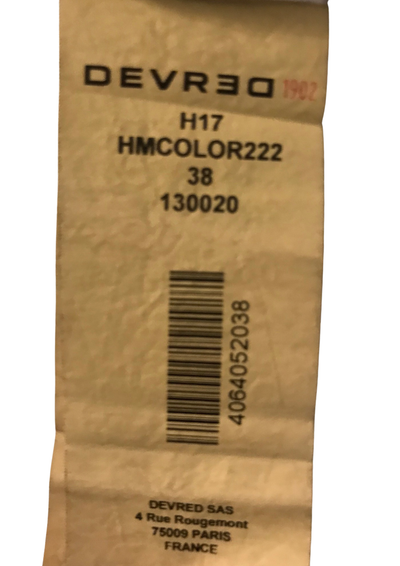 DEVRED 1902
H17
HMCOLOR222
38
130020
4064052038
DEVRED SAS
4 Rue Rougemont
75009 PARIS
FRANCE